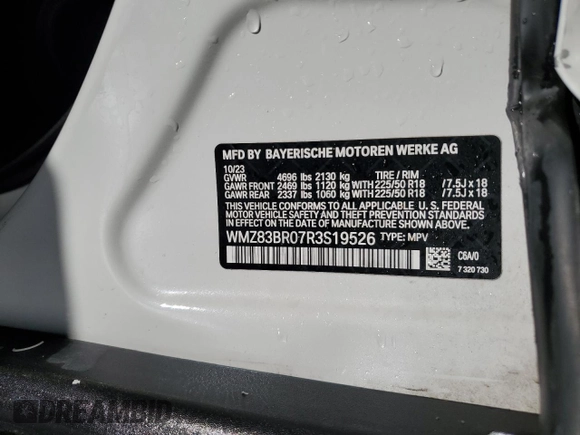 MFD BY BAYERISCHE MOTOREN WERKE AG
10/23
GVWR 4696 lbs 2130 kg TIRE / RIM
GAWR FRONT 2469 lbs 1120 kg WITH 225/50 R18 /7.5J x 18
GAWR REAR 2337 lbs 1060 kg WITH 225/50 R18 /7.5J x 18
THIS VEHICLE CONFORMS TO ALL APPLICABLE U. S. FEDERAL
MOTOR VEHICLE SAFETY AND THEFT PREVENTION STANDARDS
IN EFFECT ON THE DATE OF MANUFACTURE SHOWN ABOVE.
WMZ83BR07R3S19526 TYPE: MPV
C6A/0
7 320 730
DREAMBID